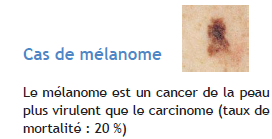 Cas de mélanome
Le mélanome est un cancer de la peau
plus virulent que le carcinome (taux de
mortalité : 20 %)